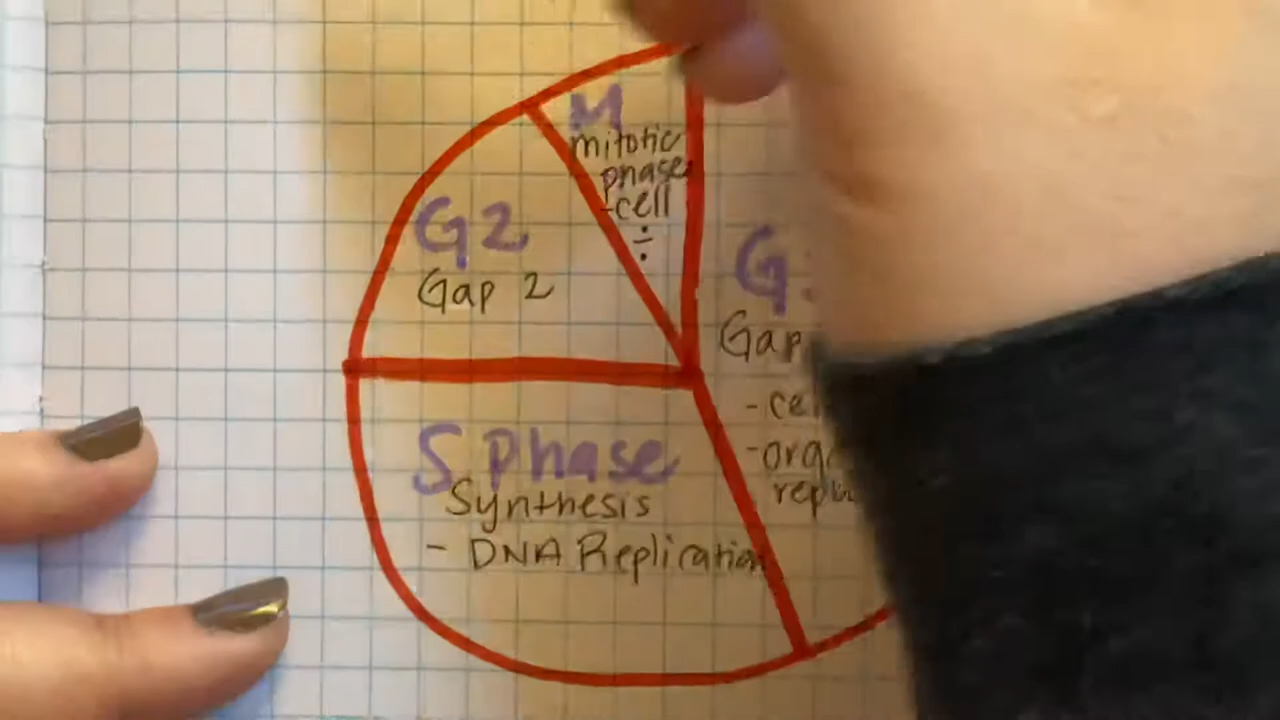 M
mitotic
phase
-cell
÷
G2
Gap 2
Gap
S Phase
Synthesis
- DNA Replication